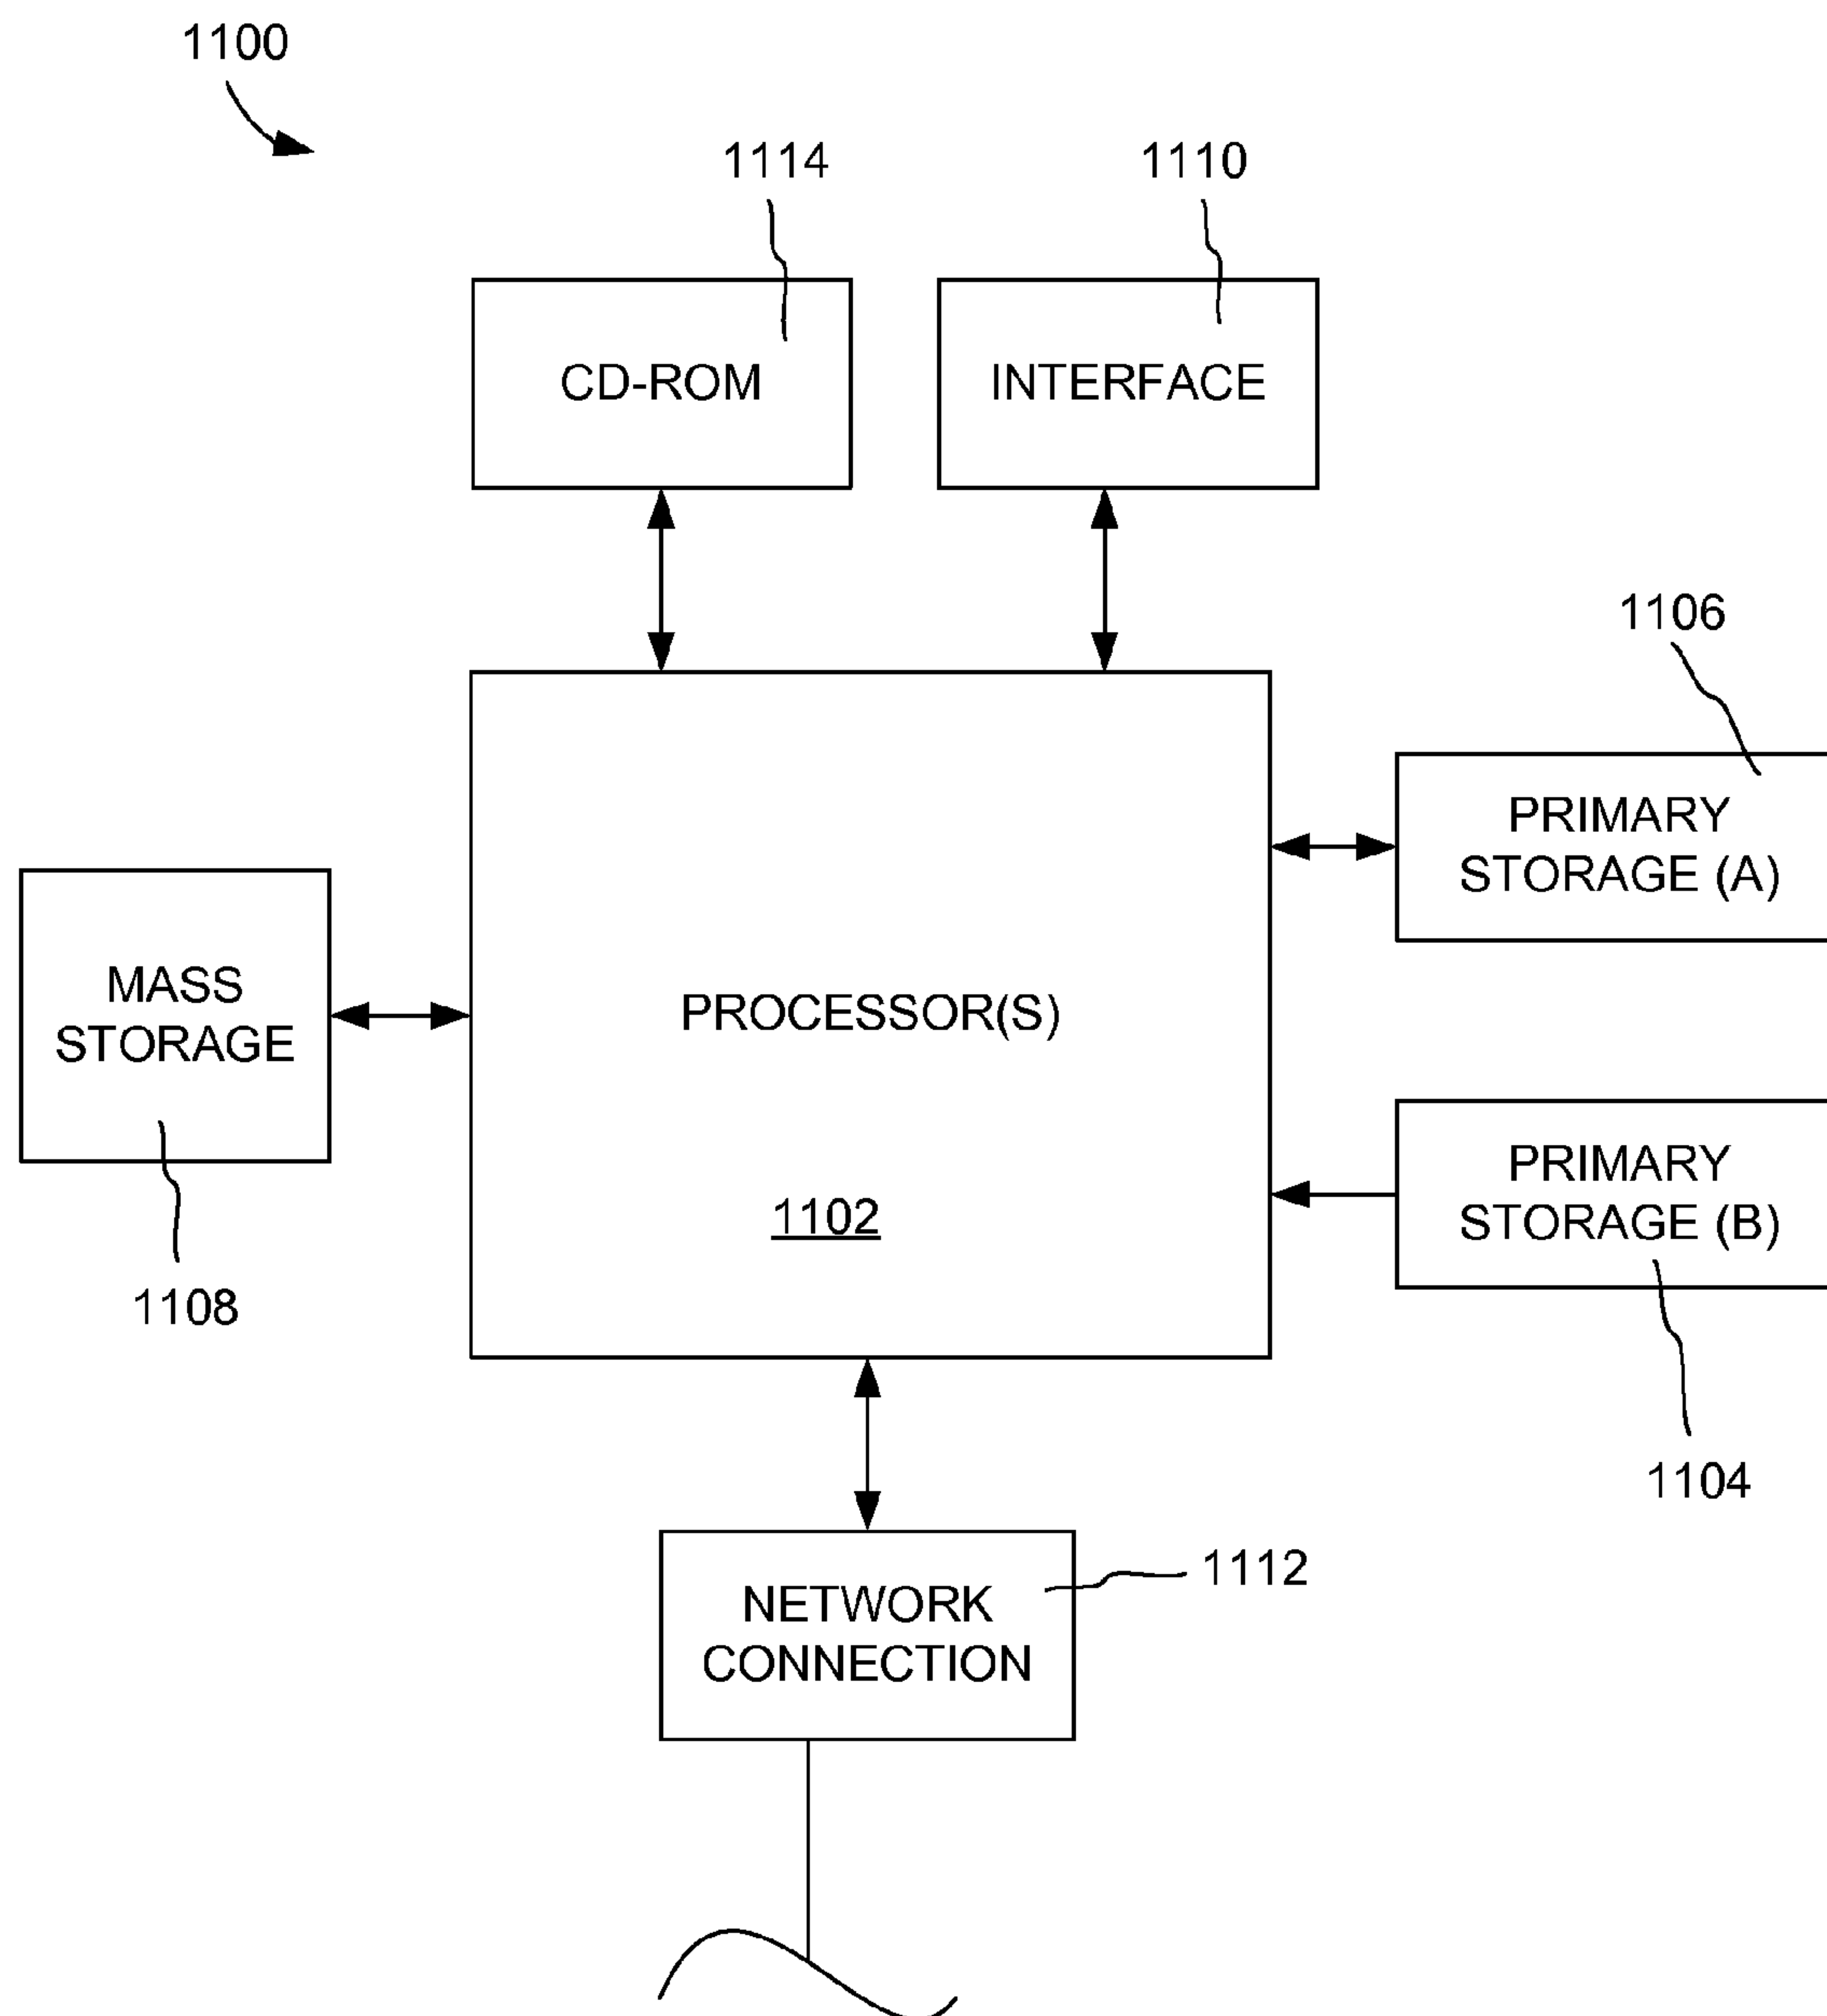 1100
1114
1110
CD-ROM
INTERFACE
1106
PRIMARY
STORAGE (A)
MASS
STORAGE
PROCESSOR(S)
PRIMARY
STORAGE (B)
1102
1108
1104
1112
NETWORK
CONNECTION